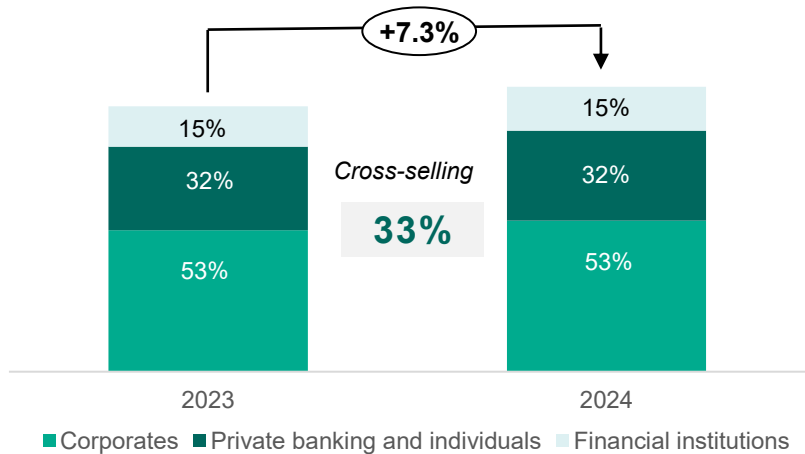 +7.3%
15%
15%
32%
Cross-selling
32%
33%
53%
53%
2023
2024
Corporates
Private banking and individuals
Financial institutions